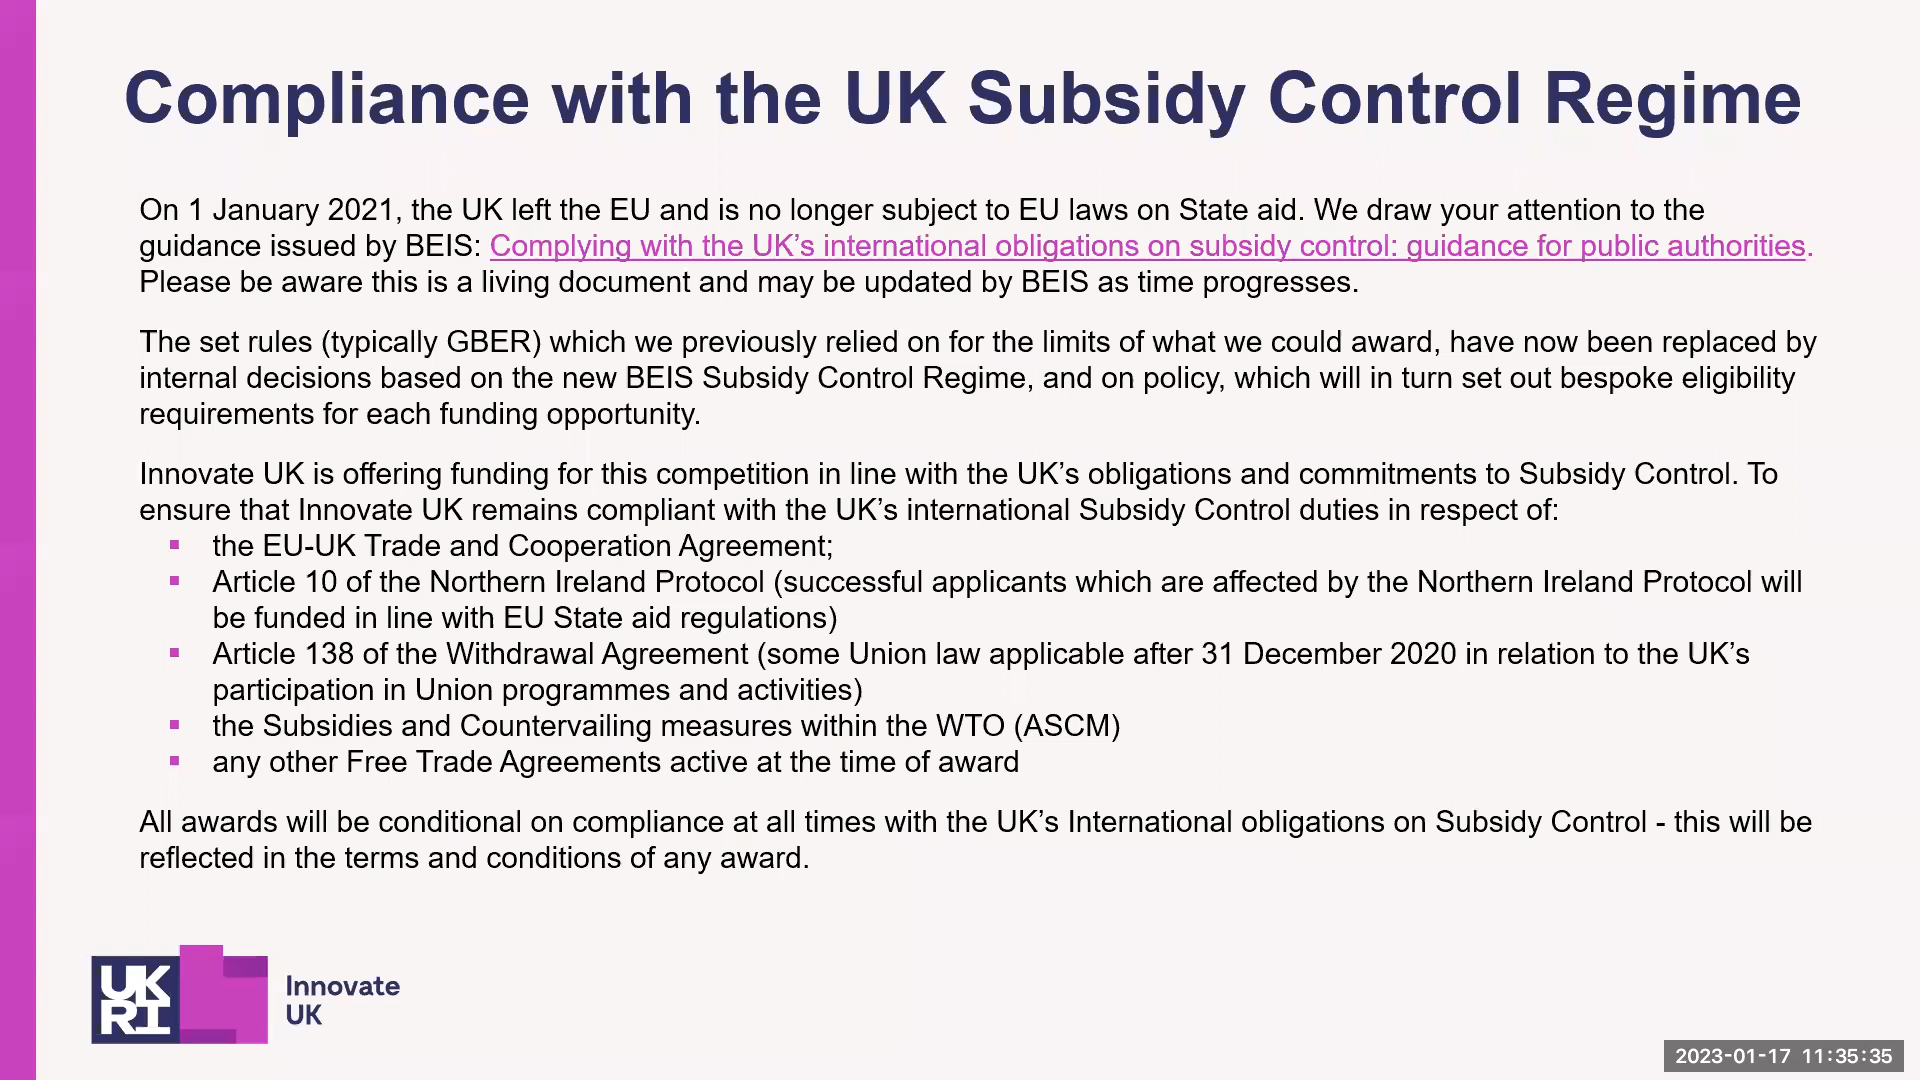 Compliance with the UK Subsidy Control Regime
On 1 January 2021, the UK left the EU and is no longer subject to EU laws on State aid. We draw your attention to the
guidance issued by BEIS: Complying with the UK’s international obligations on subsidy control: guidance for public authorities.
Please be aware this is a living document and may be updated by BEIS as time progresses.
The set rules (typically GBER) which we previously relied on for the limits of what we could award, have now been replaced by
internal decisions based on the new BEIS Subsidy Control Regime, and on policy, which will in turn set out bespoke eligibility
requirements for each funding opportunity.
Innovate UK is offering funding for this competition in line with the UK’s obligations and commitments to Subsidy Control. To
ensure that Innovate UK remains compliant with the UK’s international Subsidy Control duties in respect of:
▪ the EU-UK Trade and Cooperation Agreement;
▪ Article 10 of the Northern Ireland Protocol (successful applicants which are affected by the Northern Ireland Protocol will
be funded in line with EU State aid regulations)
▪ Article 138 of the Withdrawal Agreement (some Union law applicable after 31 December 2020 in relation to the UK’s
participation in Union programmes and activities)
▪ the Subsidies and Countervailing measures within the WTO (ASCM)
▪ any other Free Trade Agreements active at the time of award
All awards will be conditional on compliance at all times with the UK’s International obligations on Subsidy Control - this will be
reflected in the terms and conditions of any award.
UK
RI
Innovate
UK
2023-01-17 11:35:35